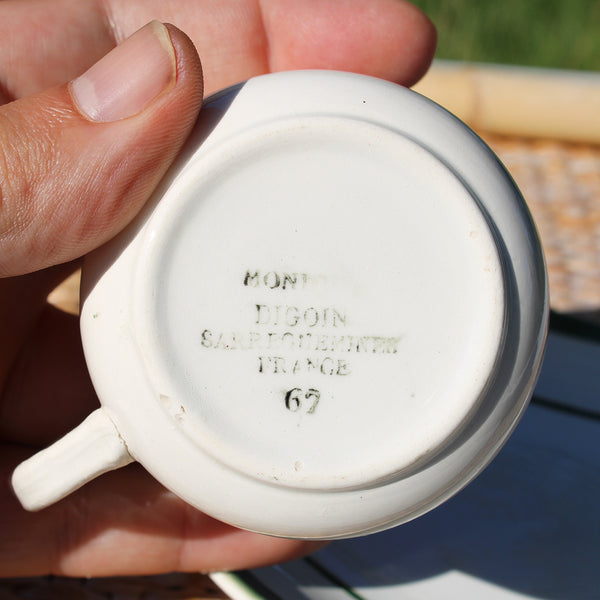 DIGOIN
SARREGUEMINES
FRANCE
67